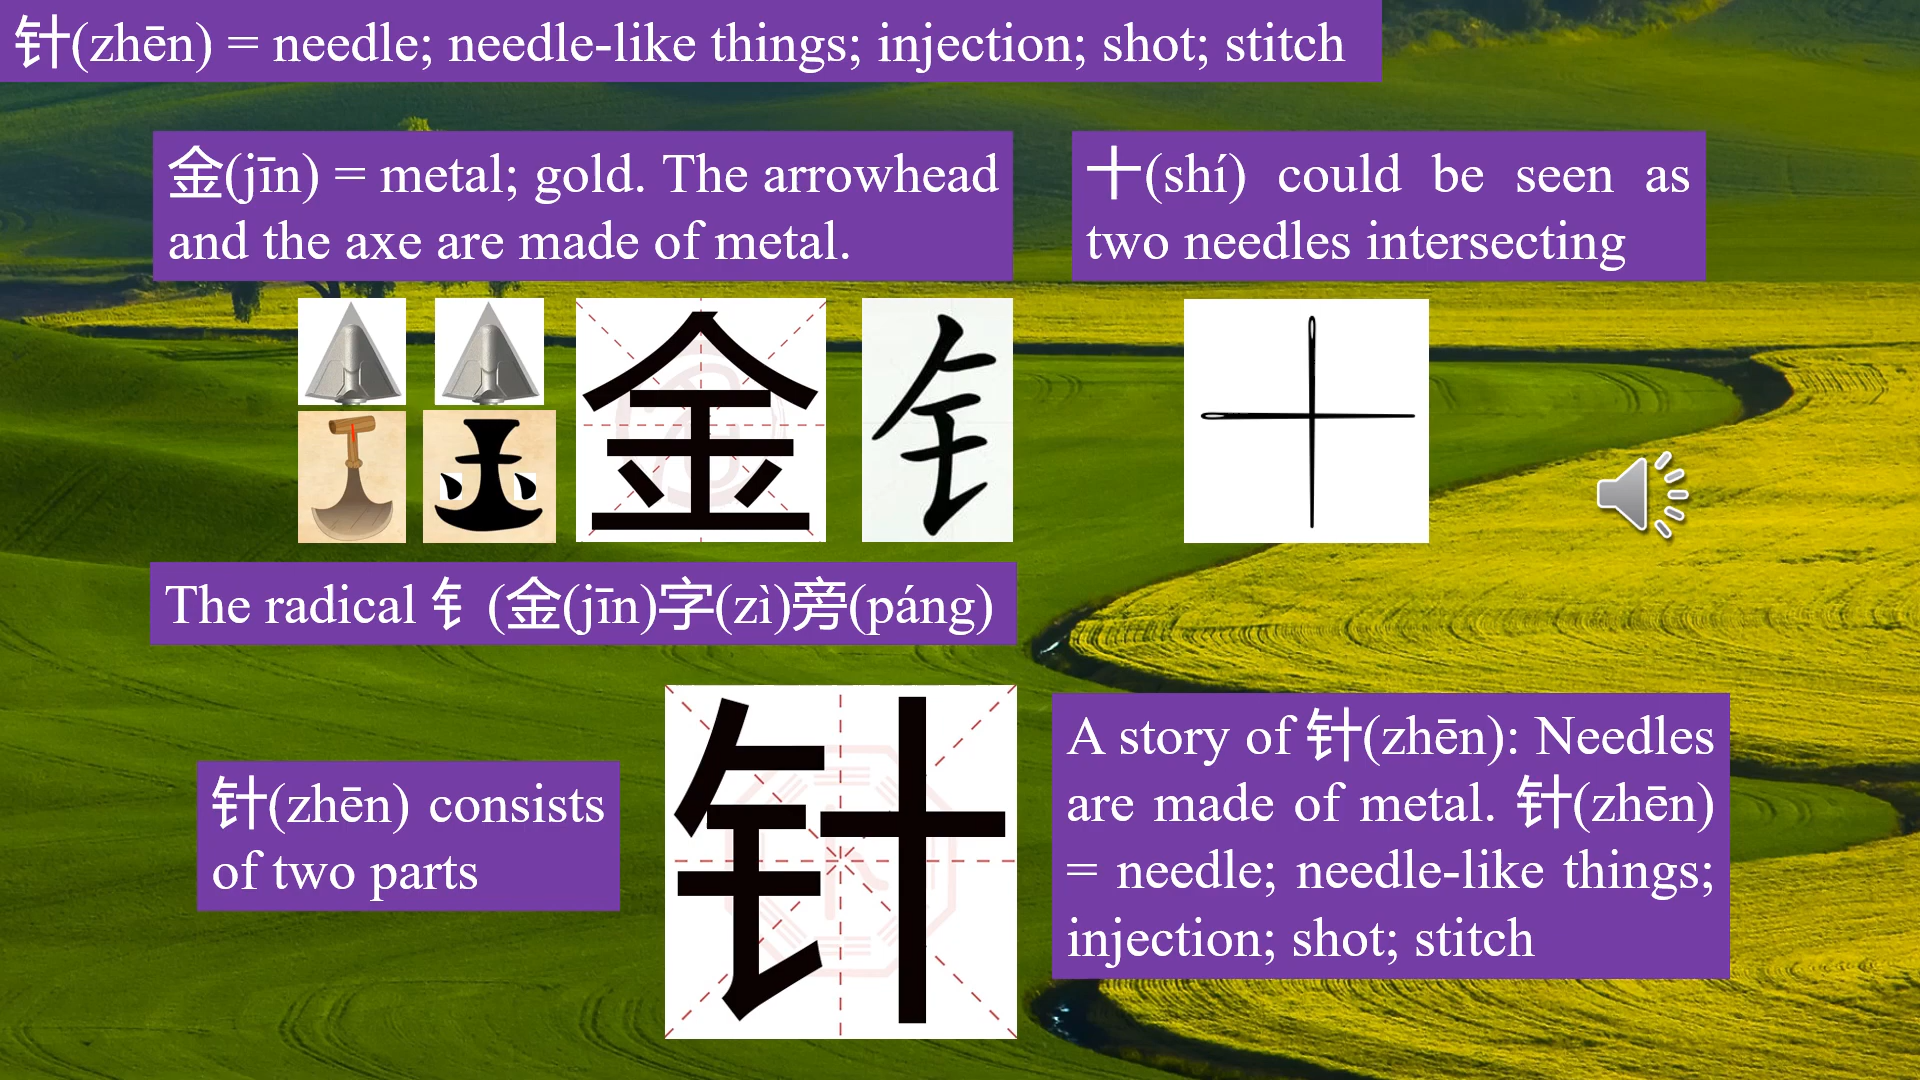 针(zhēn) = needle; needle-like things; injection; shot; stitch
金(jīn) = metal; gold. The arrowhead
and the axe are made of metal.
十(shí) could be seen as
two needles intersecting
金
钅
The radical 钅(金(jīn)字(zì)旁(páng)
针(zhēn) consists
of two parts
针
A story of 针(zhēn): Needles
are made of metal. 针(zhēn)
= needle; needle-like things;
injection; shot; stitch